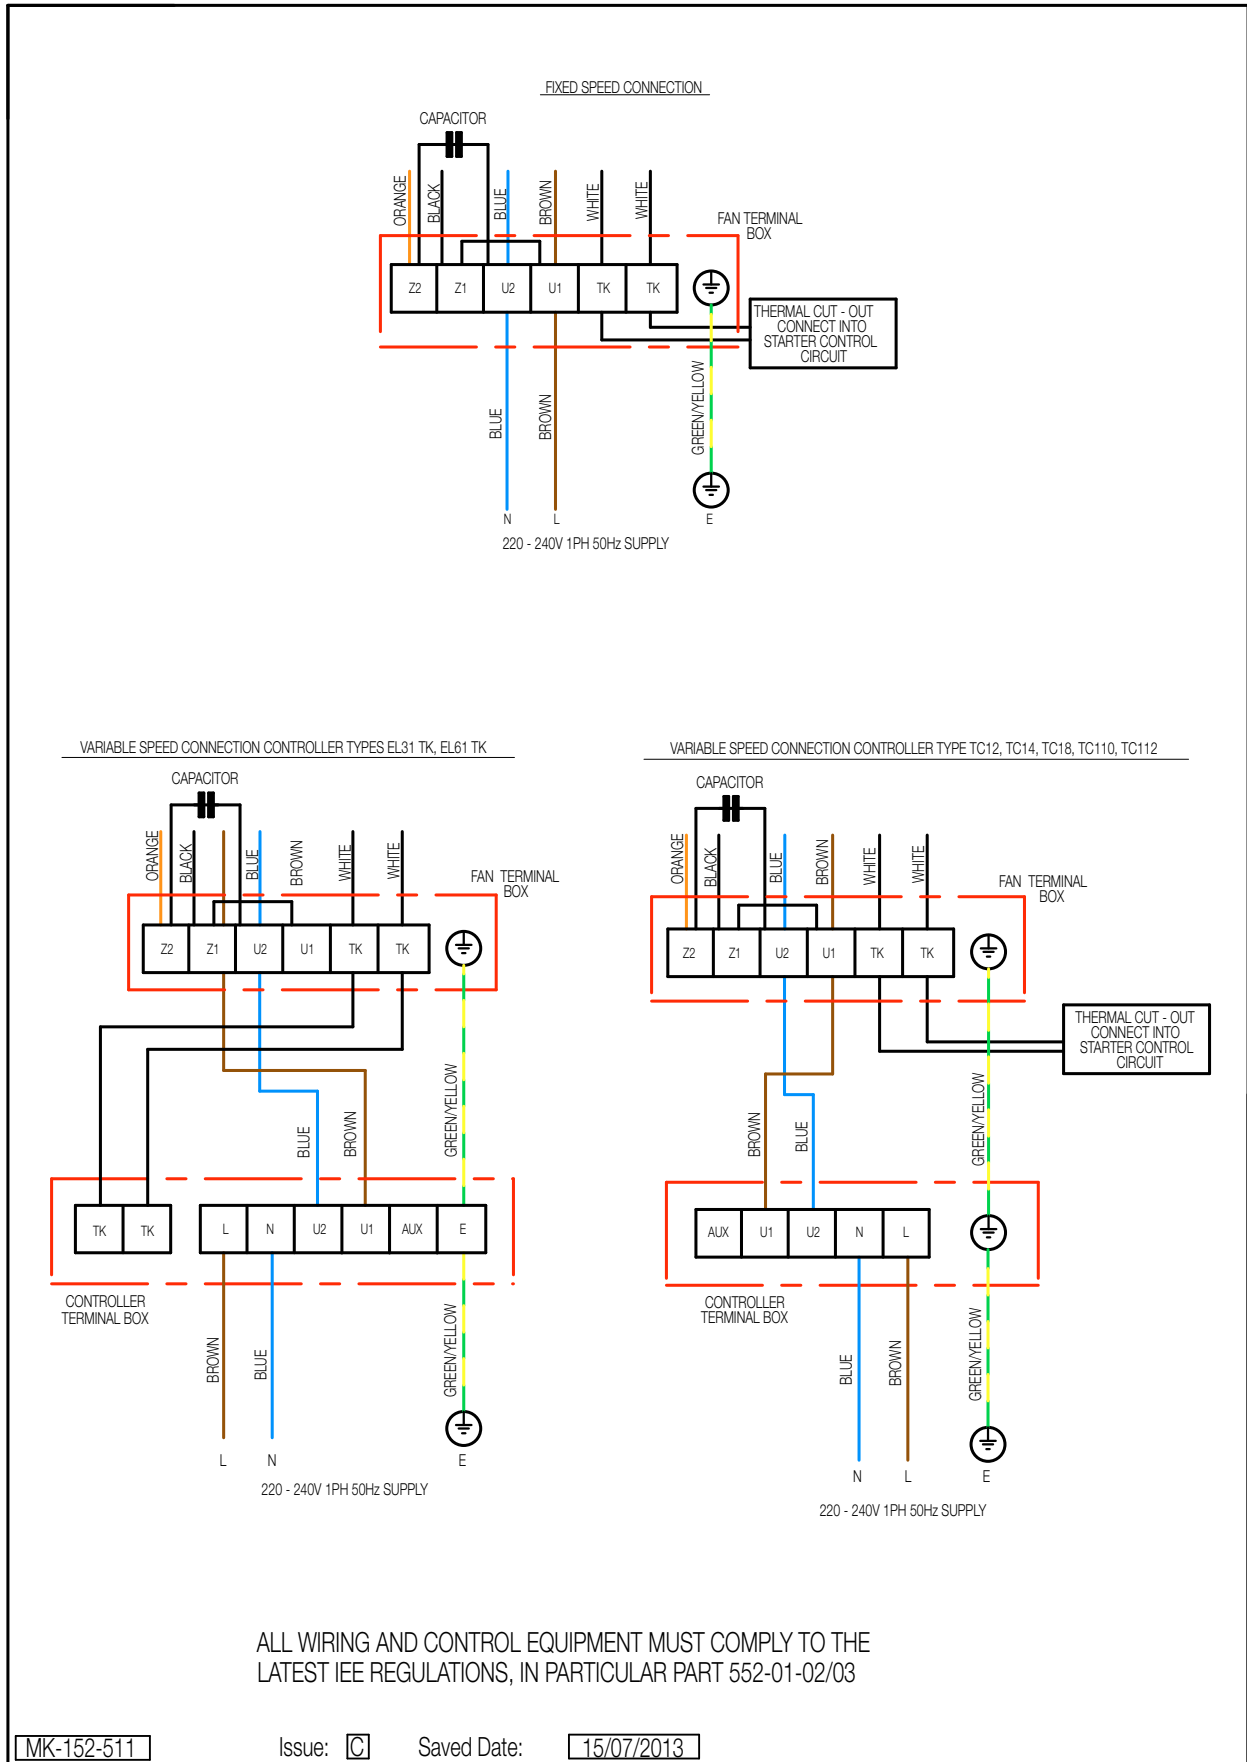 FIXED SPEED CONNECTION
CAPACITOR
ORANGE
BLACK
BLUE
BROWN
WHITE
WHITE
FAN TERMINAL
BOX
Z2 Z1 U2 U1 TK TK
THERMAL CUT - OUT
CONNECT INTO
STARTER CONTROL
CIRCUIT
BLUE
BROWN
GREEN/YELLOW
N L E
220 - 240V 1PH 50Hz SUPPLY
VARIABLE SPEED CONNECTION CONTROLLER TYPES EL31 TK, EL61 TK
CAPACITOR
ORANGE
BLACK
BLUE
BROWN
WHITE
WHITE
FAN TERMINAL
BOX
Z2 Z1 U2 U1 TK TK
BLUE
BROWN
GREEN/YELLOW
TK TK L N U2 U1 AUX E
CONTROLLER
TERMINAL BOX
BROWN
BLUE
GREEN/YELLOW
L N E
220 - 240V 1PH 50Hz SUPPLY
VARIABLE SPEED CONNECTION CONTROLLER TYPE TC12, TC14, TC18, TC110, TC112
CAPACITOR
ORANGE
BLACK
BLUE
BROWN
WHITE
WHITE
FAN TERMINAL
BOX
Z2 Z1 U2 U1 TK TK
THERMAL CUT - OUT
CONNECT INTO
STARTER CONTROL
CIRCUIT
BROWN
BLUE
GREEN/YELLOW
AUX U1 U2 N L
CONTROLLER
TERMINAL BOX
BLUE
BROWN
GREEN/YELLOW
N L E
220 - 240V 1PH 50Hz SUPPLY
ALL WIRING AND CONTROL EQUIPMENT MUST COMPLY TO THE
LATEST IEE REGULATIONS, IN PARTICULAR PART 552-01-02/03
MK-152-511 Issue: C Saved Date: 15/07/2013